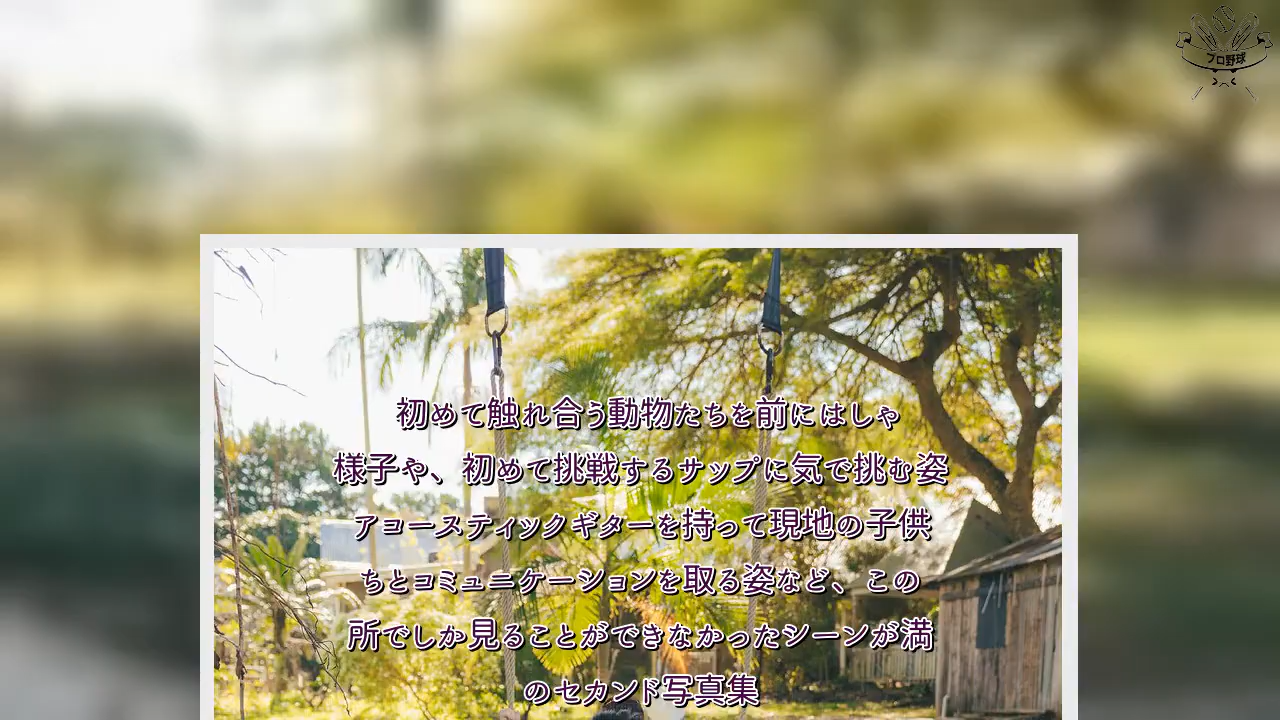 プロ野球
初めて触れ合う動物たちを前にはしゃ
様子や、初めて挑戦するサップに気で挑む姿
アコースティックギターを持って現地の子供
ちとコミュニケーションを取る姿など、この
所でしか見ることができなかったシーンが満
のセカンド写真集